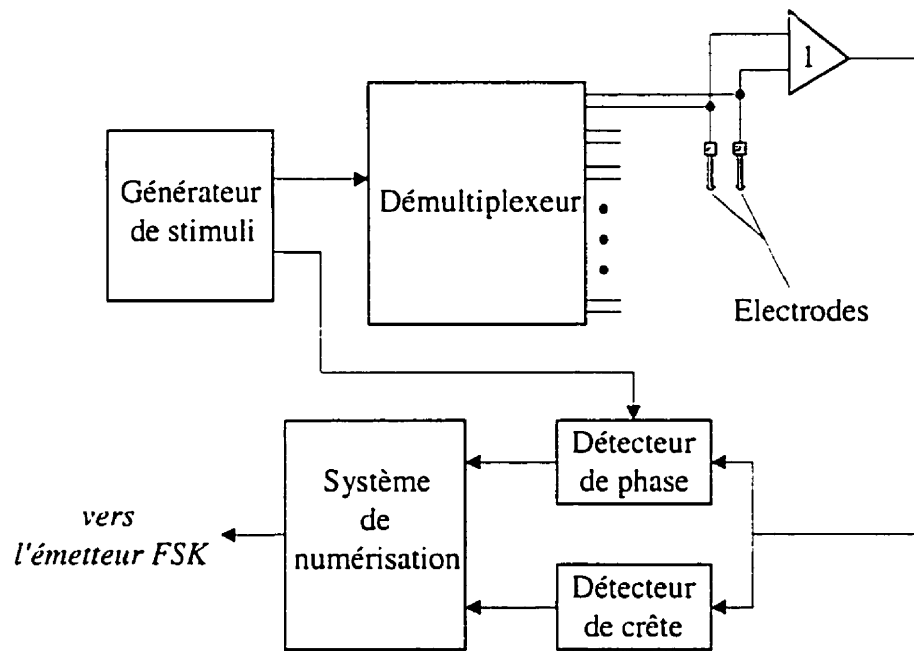 1
Générateur
de stimuli
Démultiplexeur
Electrodes
Détecteur
de phase
Système
de
numérisation
vers
l'émetteur FSK
Détecteur
de crête